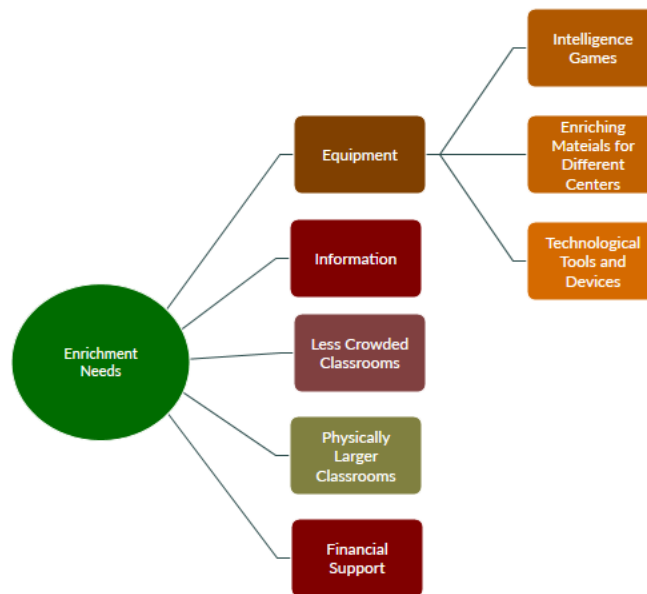 Intelligence
Games
Equipment
Enriching
Mateials for
Different
Centers
Information
Technological
Tools and
Devices
Enrichment
Needs
Less Crowded
Classrooms
Physically
Larger
Classrooms
Financial
Support